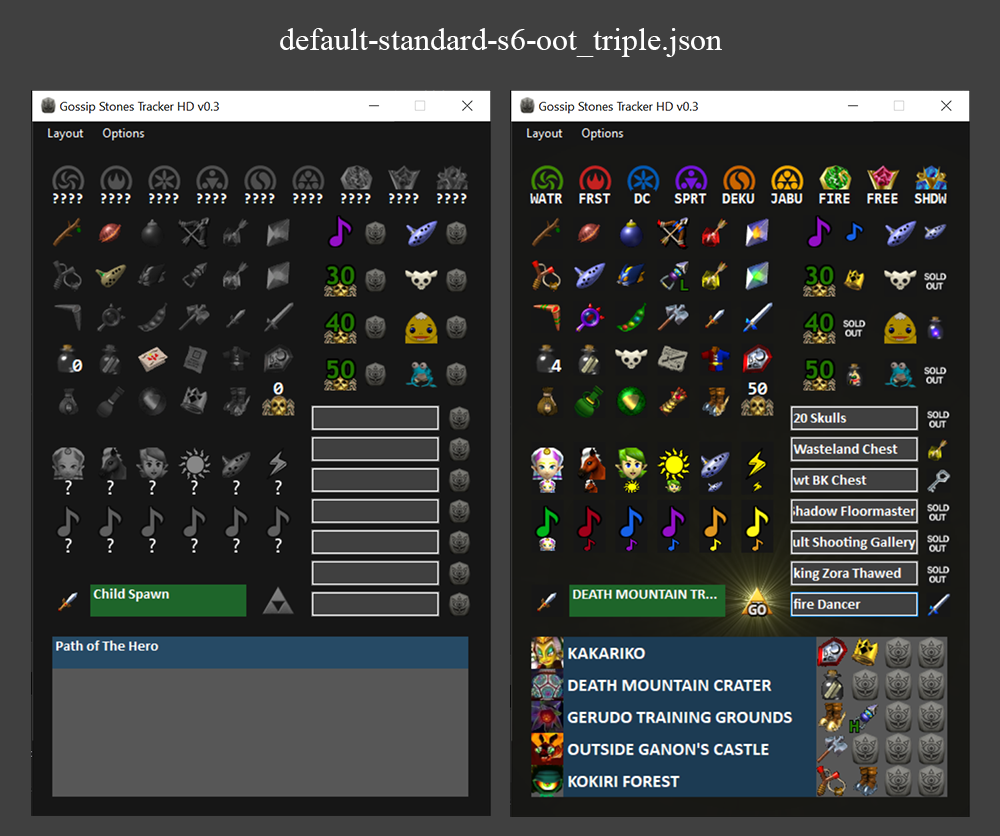 default-standard-s6-oot_triple.json
Gossip Stones Tracker HD v0.3
Layout Options
???? ???? ???? ???? ???? ???? ???? ???? ????
30
40
0
50
0
? ? ? ? ? ?
? ? ? ? ? ?
Child Spawn
Path of The Hero
Gossip Stones Tracker HD v0.3
Layout Options
WATR FRST DC SPRT DEKU JABU FIRE FREE SHDW
L 30 SOLD OUT
40 SOLD OUT
4
50 SOLD OUT
50
20 Skulls SOLD OUT
Wasteland Chest
wt BK Chest
hadow Floormaster SOLD OUT
ult Shooting Gallery SOLD OUT
king Zora Thawed SOLD OUT
DEATH MOUNTAIN TR... GO fire Dancer
KAKARIKO
DEATH MOUNTAIN CRATER
GERUDO TRAINING GROUNDS H
OUTSIDE GANON'S CASTLE
KOKIRI FOREST